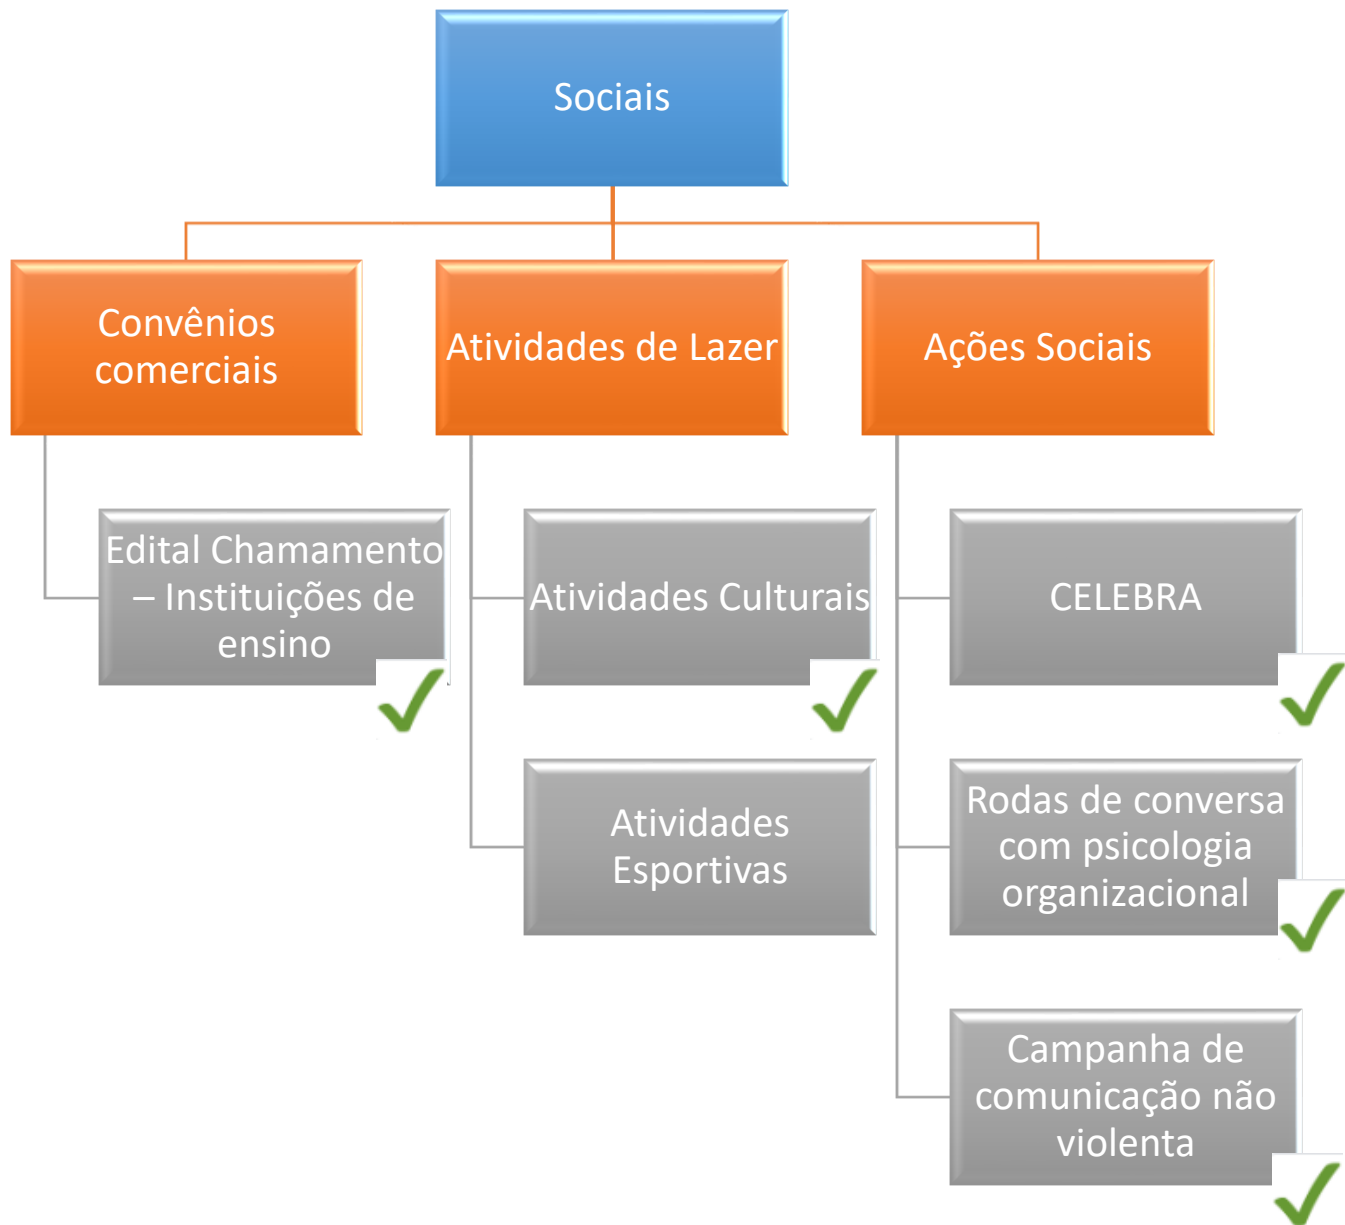 Sociais
Convênios
comerciais
Atividades de Lazer
Ações Sociais
Edital Chamamento
– Instituições de
ensino
Atividades Culturais
CELEBRA
Atividades
Esportivas
Rodas de conversa
com psicologia
organizacional
Campanha de
comunicação não
violenta